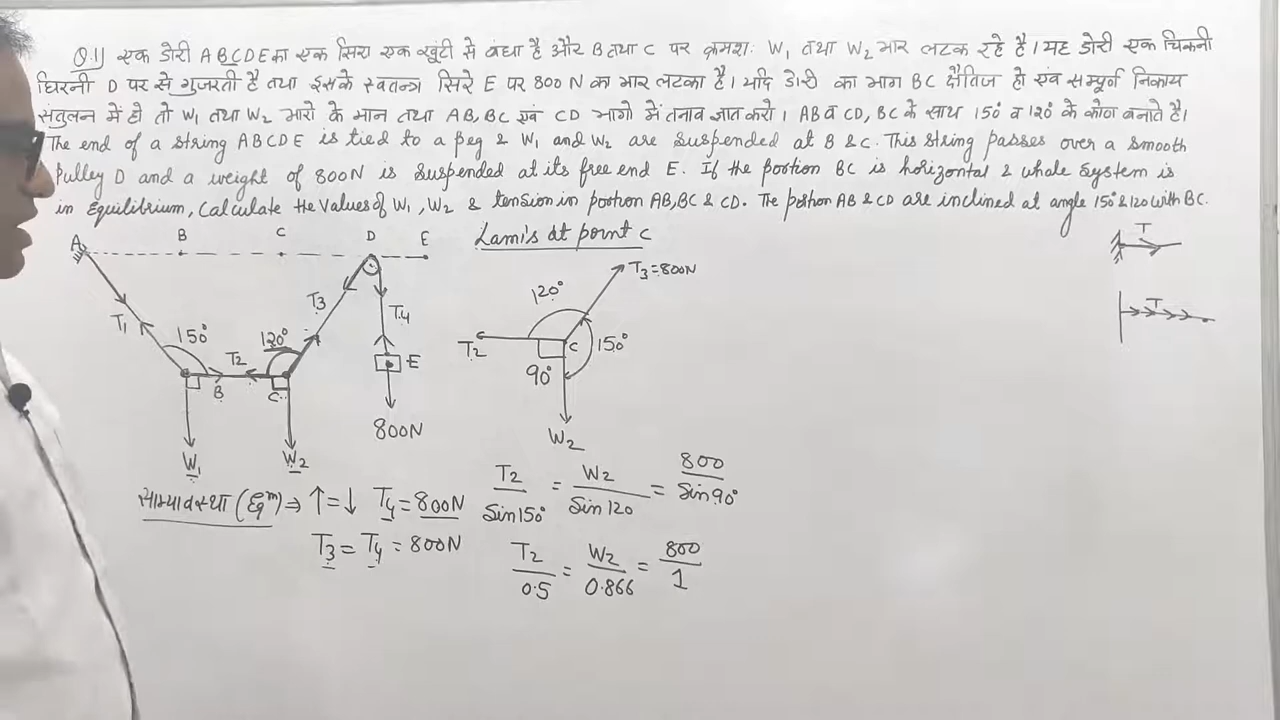 Q.1) एक डोरी ABCDE का एक सिरा एक खूंटी से बंधा है और B तथा C पर क्रमशः W₁ तथा W₂ भार लटक रहे है। यह डोरी एक चिकनी
घिरनी D पर से गुजरती है तथा इसके स्वतन्त्र सिरे E पर 800 N का भार लटका है। यदि डोरी का भाग BC क्षैतिज हो एवं सम्पूर्ण निकाय
संतुलन में हो तो W₁ तथा W₂ भारो के मान तथा AB, BC एवं CD भागो में तनाव ज्ञात करो। AB व CD, BC के साथ 150° व 120° के कोण बनाते है।
The end of a string ABCDE is tied to a peg & W₁ and W₂ are suspended at B & C. This string passes over a smooth
pulley D and a weight of 800N is suspended at its free end E. If the portion BC is horizontal & whole system is
in Equilibrium, Calculate the values of W₁, W₂ & tension in portion AB, BC & CD. The portion AB & CD are inclined at angle 150° & 120 with BC.
A B C D E
T₁ 150° T₂ 120° T₃ T₄
B C E
W₁ W₂ 800N
साम्यावस्था (Eqᵐ) ⇒ ↑=↓ T₄ = 800N
T₃ = T₄ = 800N
Lami's at point C
T₃=800N
120°
T₂ C 150°
90°
W₂
T₂/Sin150° = W₂/Sin 120 = 800/Sin 90°
T₂/0.5 = W₂/0.866 = 800/1
T
T